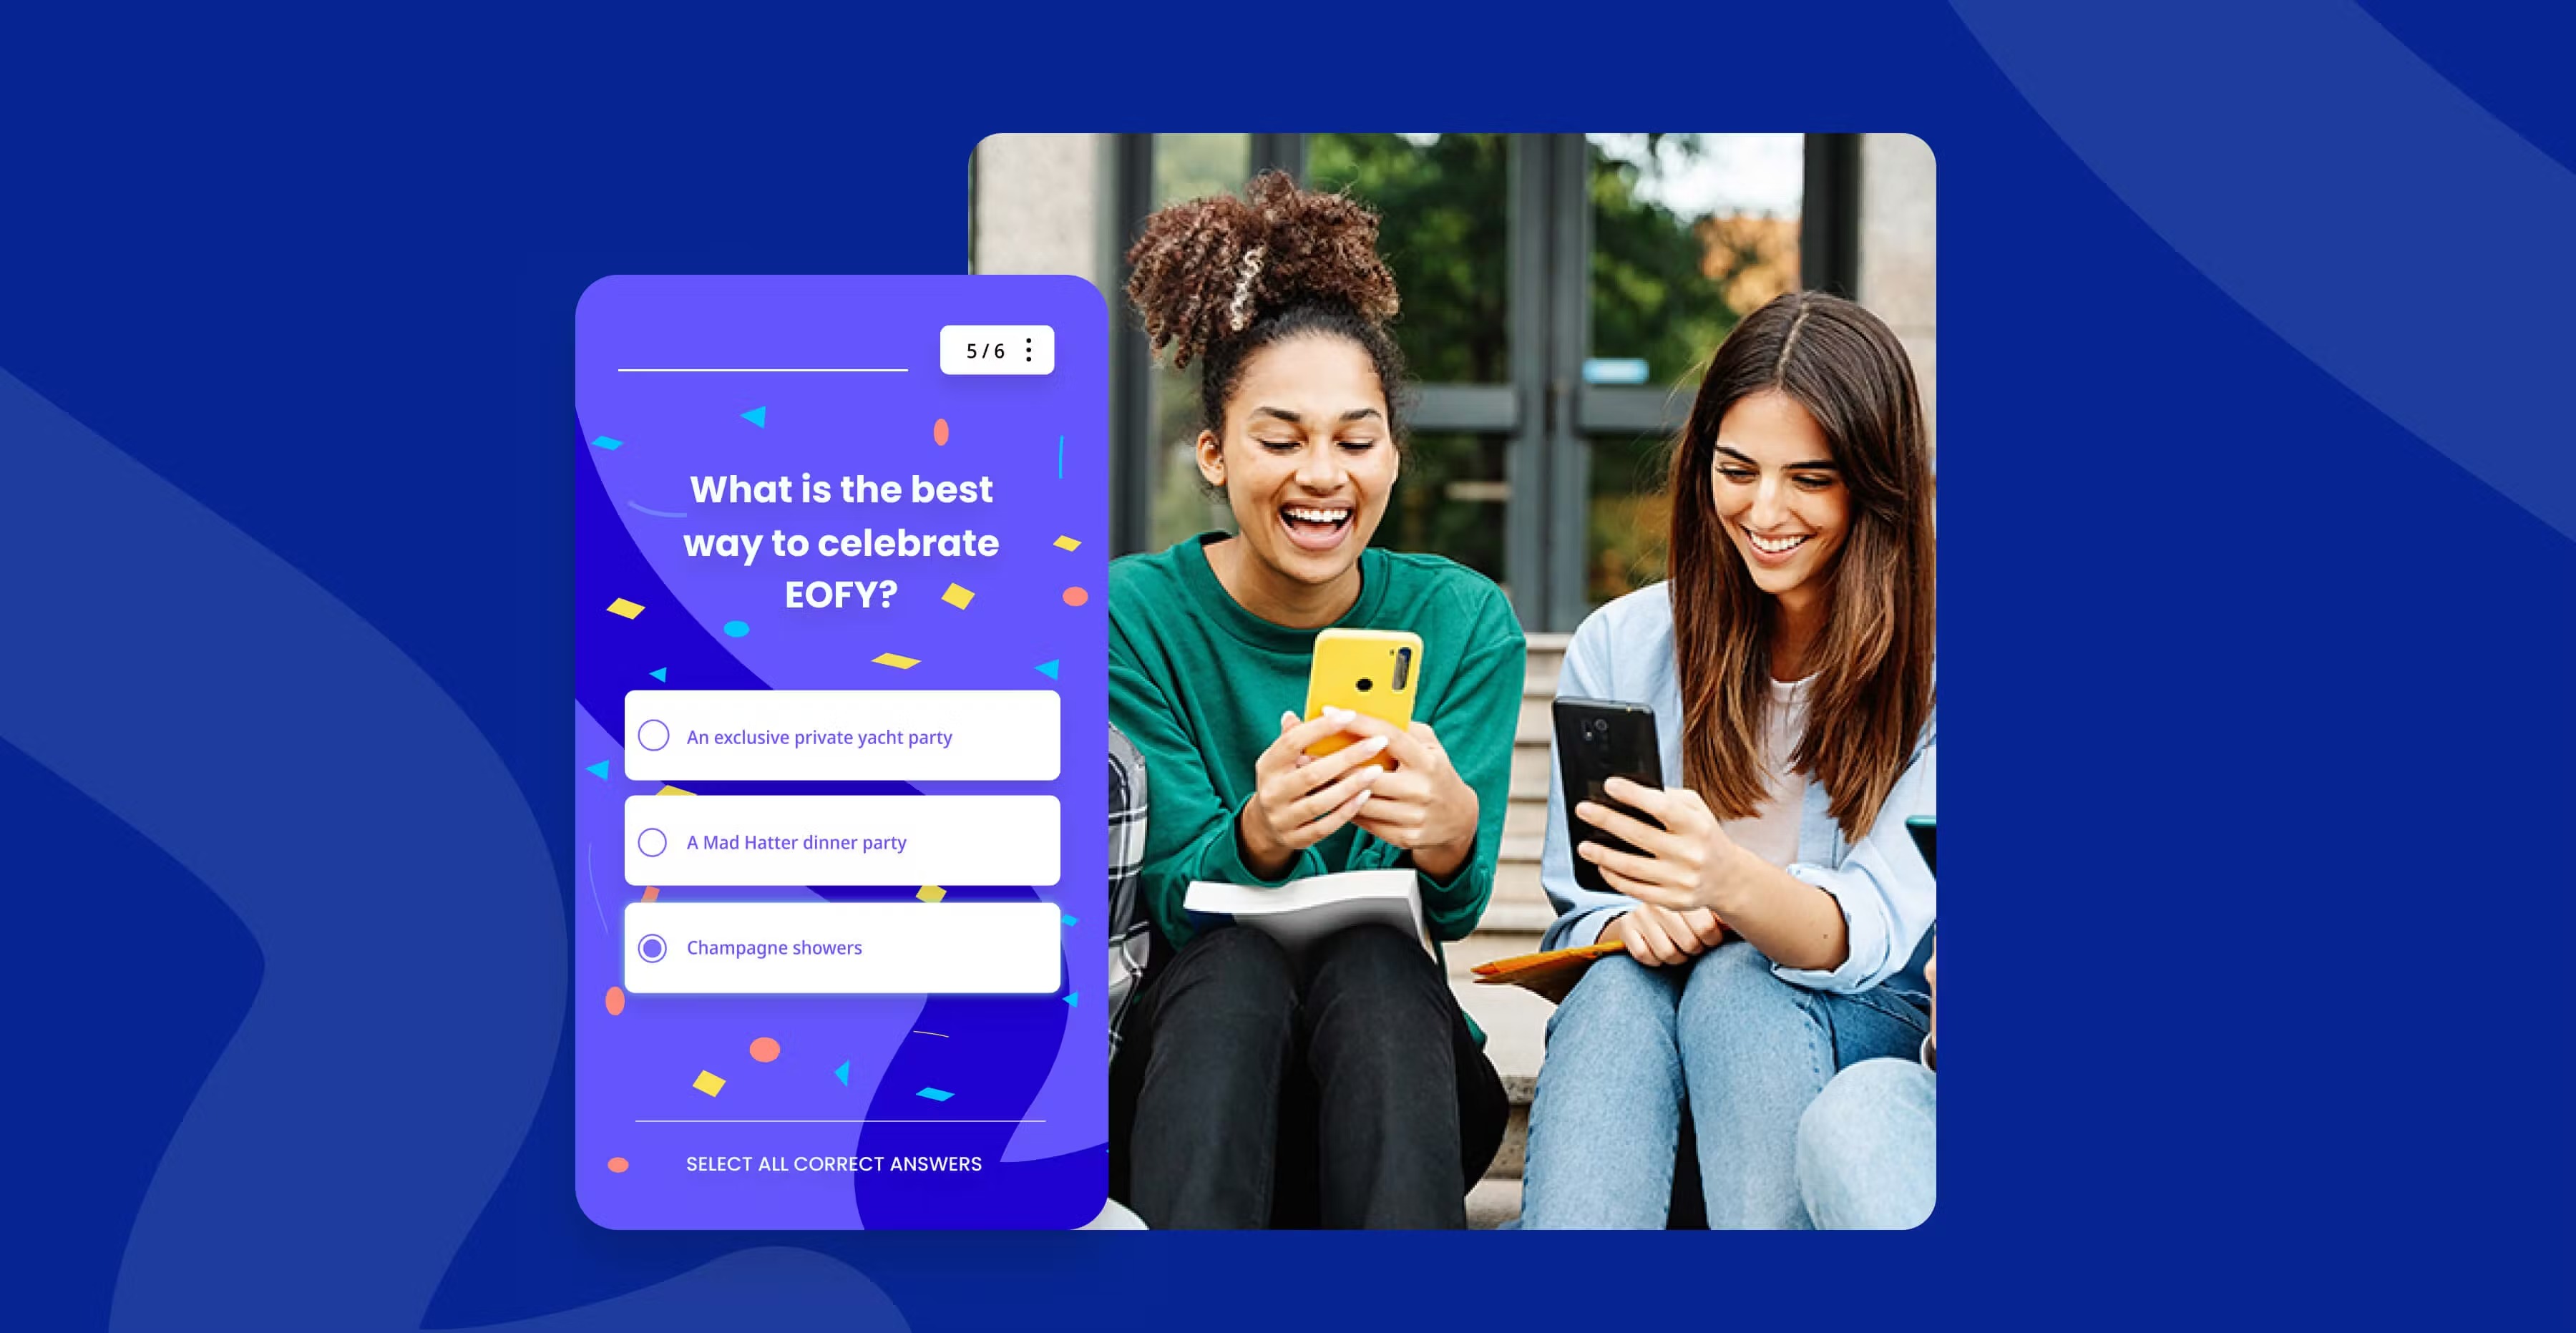 5 / 6
What is the best
way to celebrate
EOFY?
An exclusive private yacht party
A Mad Hatter dinner party
Champagne showers
SELECT ALL CORRECT ANSWERS